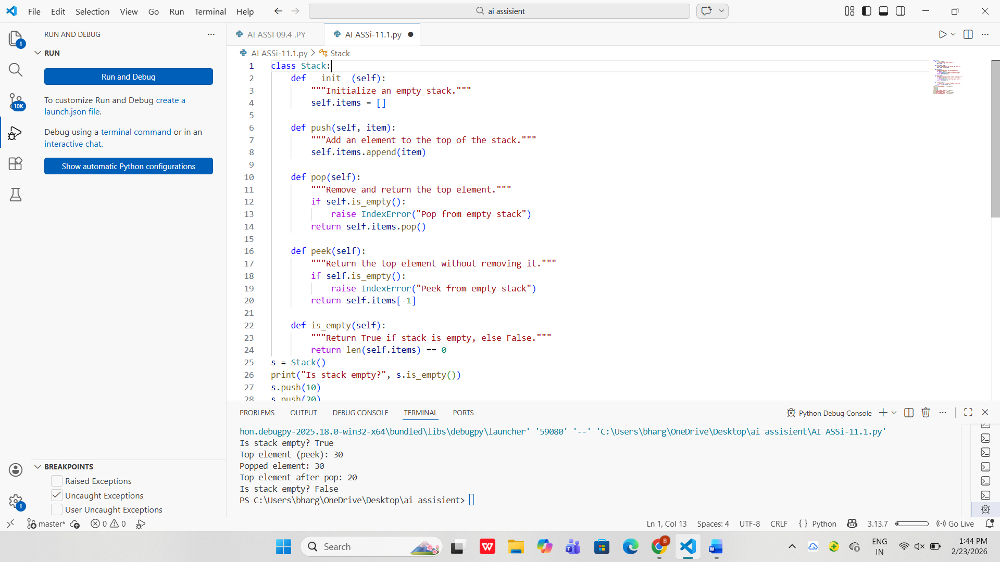 File Edit Selection View Go Run Terminal Help
ai assisient
RUN AND DEBUG
RUN
Run and Debug
To customize Run and Debug create a
launch.json file.
Debug using a terminal command or in an
interactive chat.
Show automatic Python configurations
1
10K
AI ASSI 09.4 .PY
AI ASSi-11.1.py
AI ASSi-11.1.py > Stack
1 class Stack:
2     def __init__(self):
3         """Initialize an empty stack."""
4         self.items = []
5
6     def push(self, item):
7         """Add an element to the top of the stack."""
8         self.items.append(item)
9
10     def pop(self):
11         """Remove and return the top element."""
12         if self.is_empty():
13             raise IndexError("Pop from empty stack")
14         return self.items.pop()
15
16     def peek(self):
17         """Return the top element without removing it."""
18         if self.is_empty():
19             raise IndexError("Peek from empty stack")
20         return self.items[-1]
21
22     def is_empty(self):
23         """Return True if stack is empty, else False."""
24         return len(self.items) == 0
25 s = Stack()
26 print("Is stack empty?", s.is_empty())
27 s.push(10)
28 s.push(20)
PROBLEMS OUTPUT DEBUG CONSOLE TERMINAL PORTS
Python Debug Console
hon.debugpy-2025.18.0-win32-x64\bundled\libs\debugpy\launcher' '59080' '--' 'C:\Users\bharg\OneDrive\Desktop\ai assisient\AI ASSi-11.1.py'
Is stack empty? True
Top element (peek): 30
Popped element: 30
Top element after pop: 20
Is stack empty? False
PS C:\Users\bharg\OneDrive\Desktop\ai assisient>
BREAKPOINTS
Raised Exceptions
Uncaught Exceptions
User Uncaught Exceptions
1
master* 0 0
Ln 1, Col 13 Spaces: 4 UTF-8 CRLF { } Python 3.13.7 Go Live
Search
B
W
T
W
ENG
IN
1:44 PM
2/23/2026